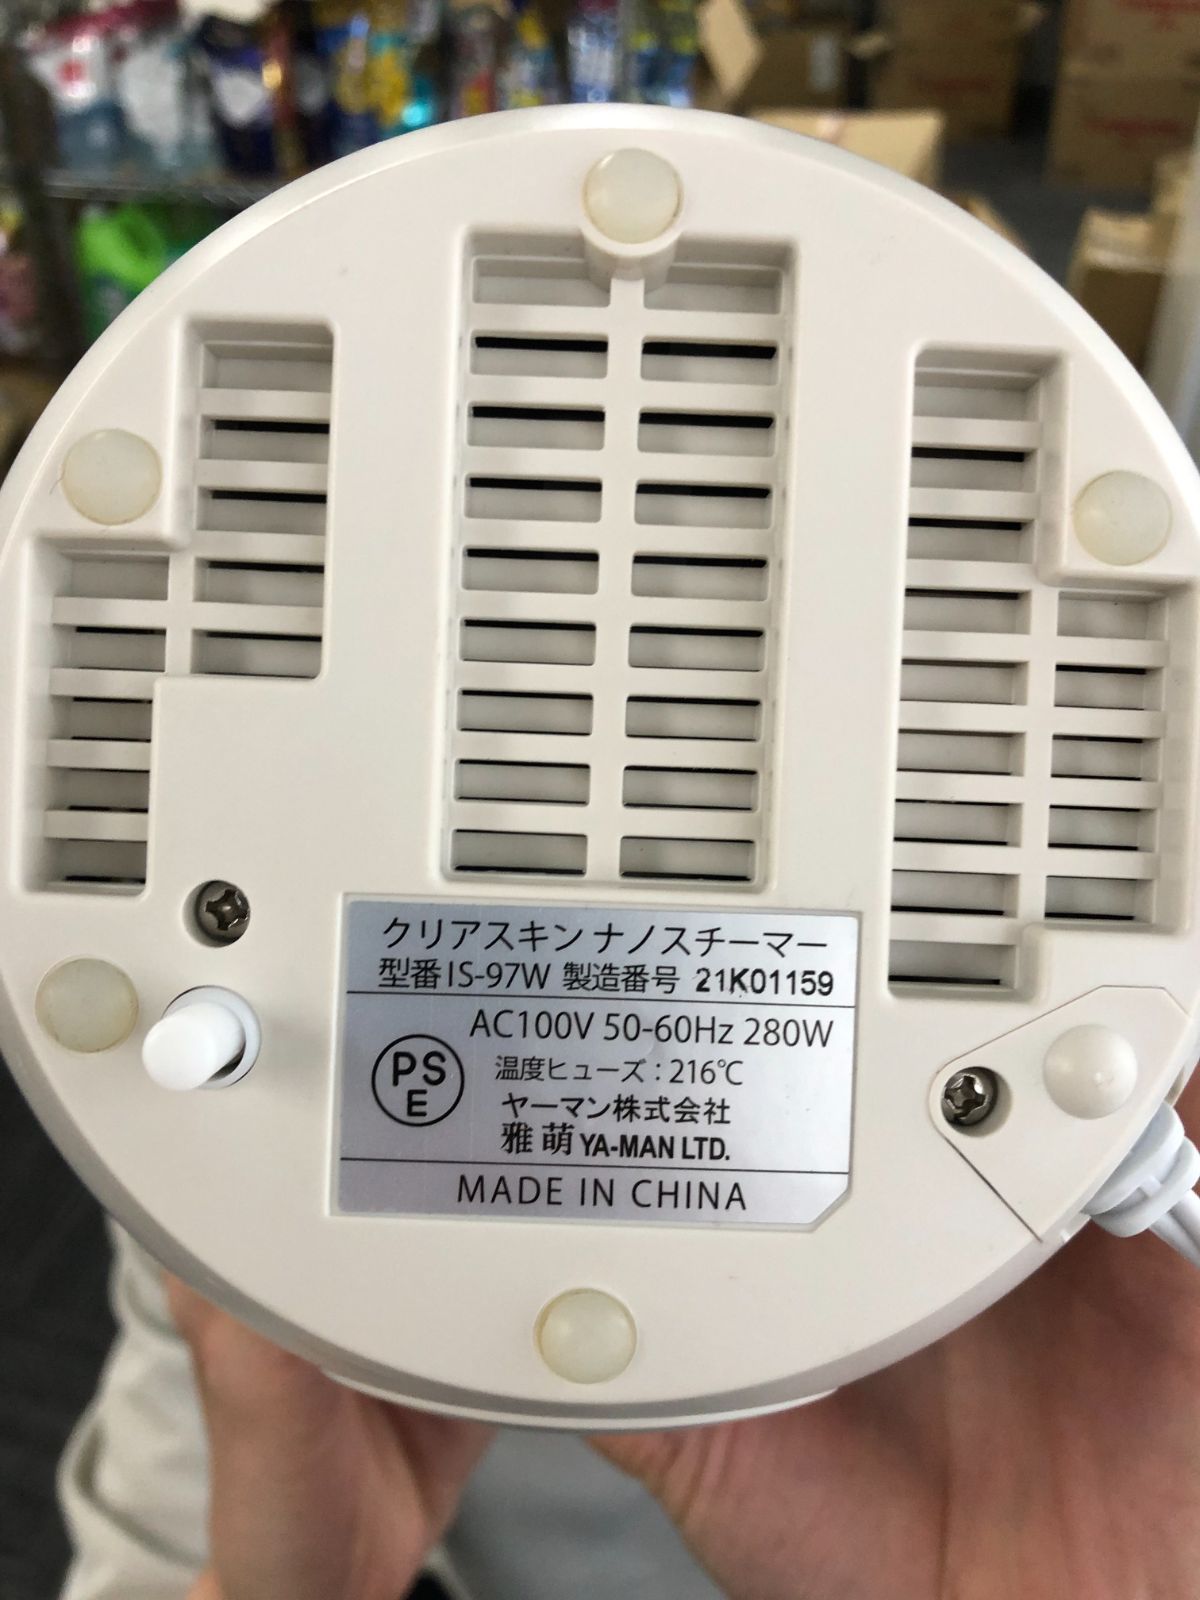 クリアスキン ナノスチーマー
型番 IS-97W 製造番号 21K01159
AC100V 50-60Hz 280W
PSE
温度ヒューズ : 216℃
ヤーマン株式会社
雅萌 YA-MAN LTD.
MADE IN CHINA